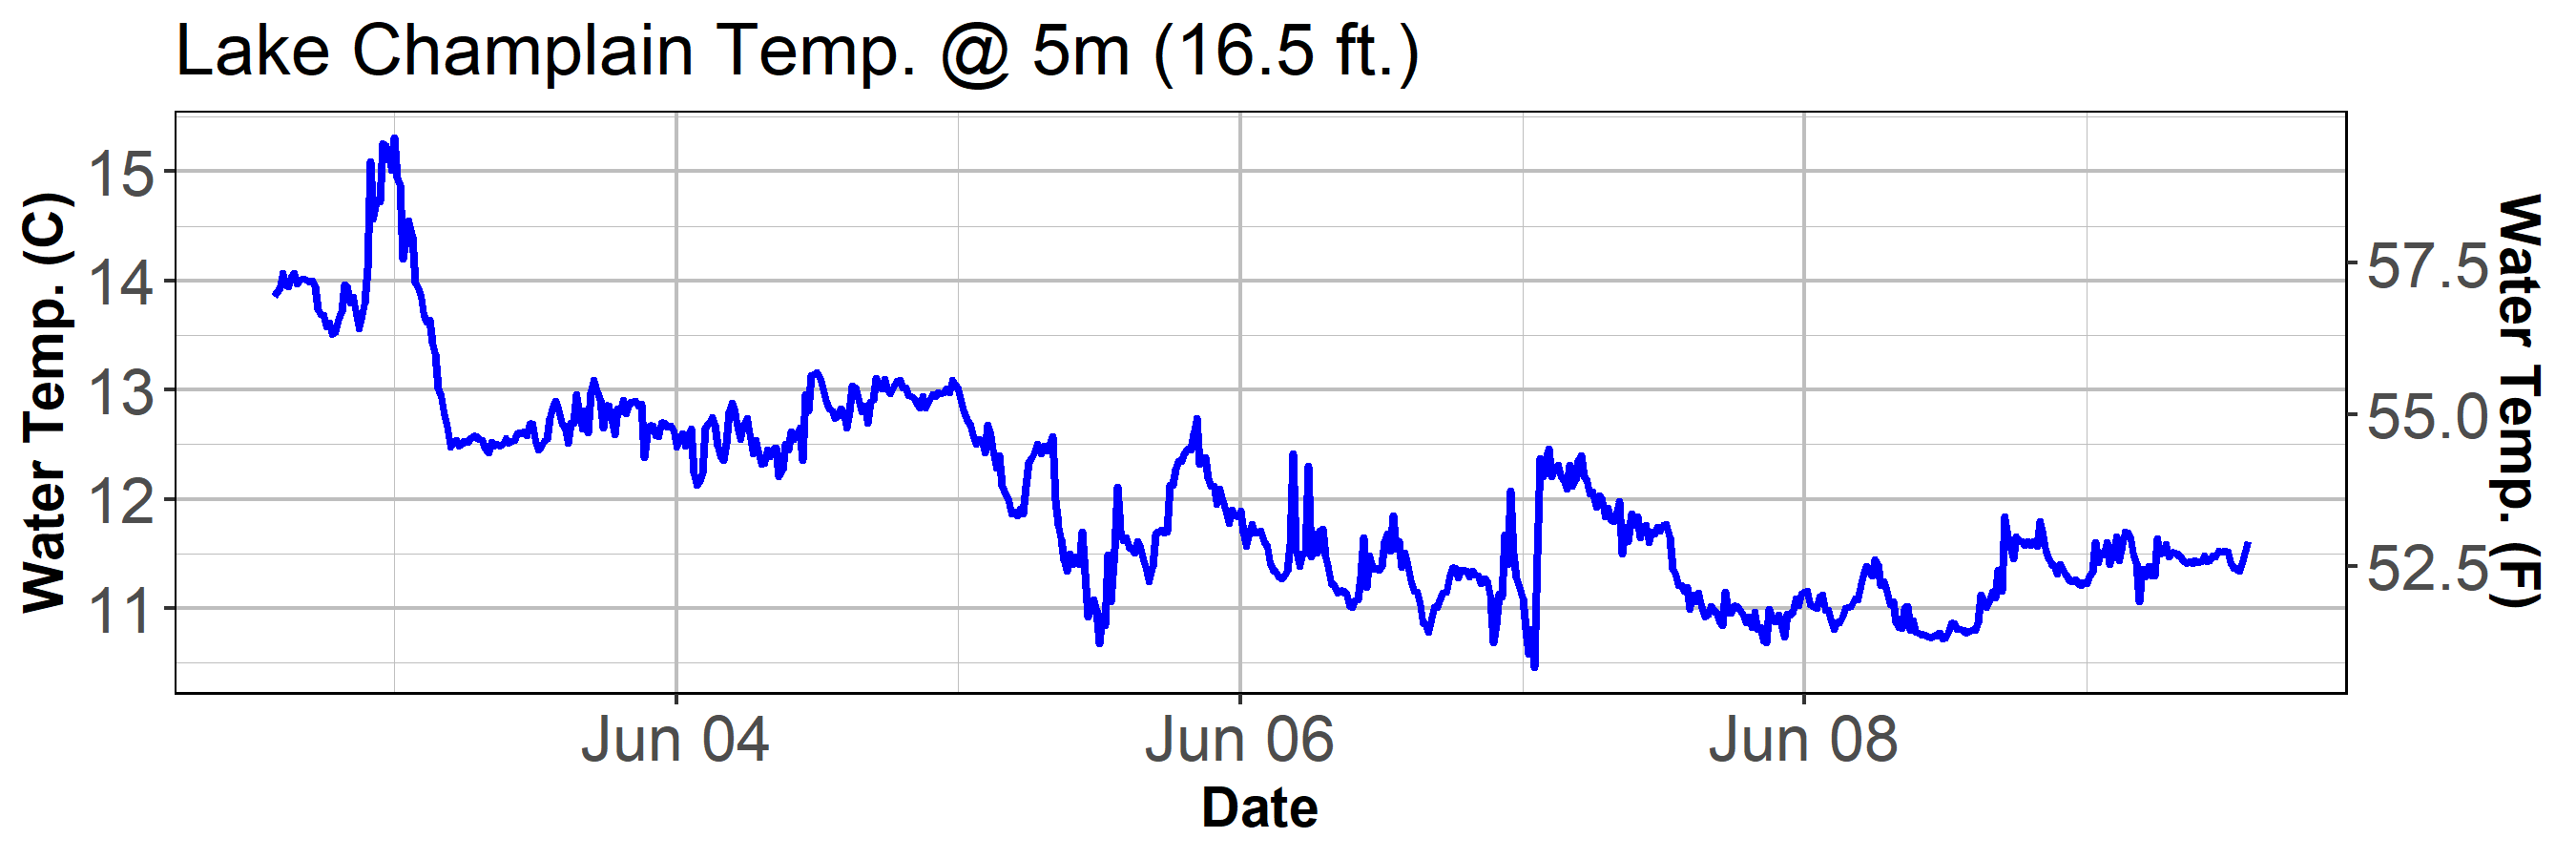 Lake Champlain Temp. @ 5m (16.5 ft.)
Water Temp. (C)
15
14
13
12
11
57.5
55.0
52.5
Water Temp. (F)
Jun 04 Jun 06 Jun 08
Date